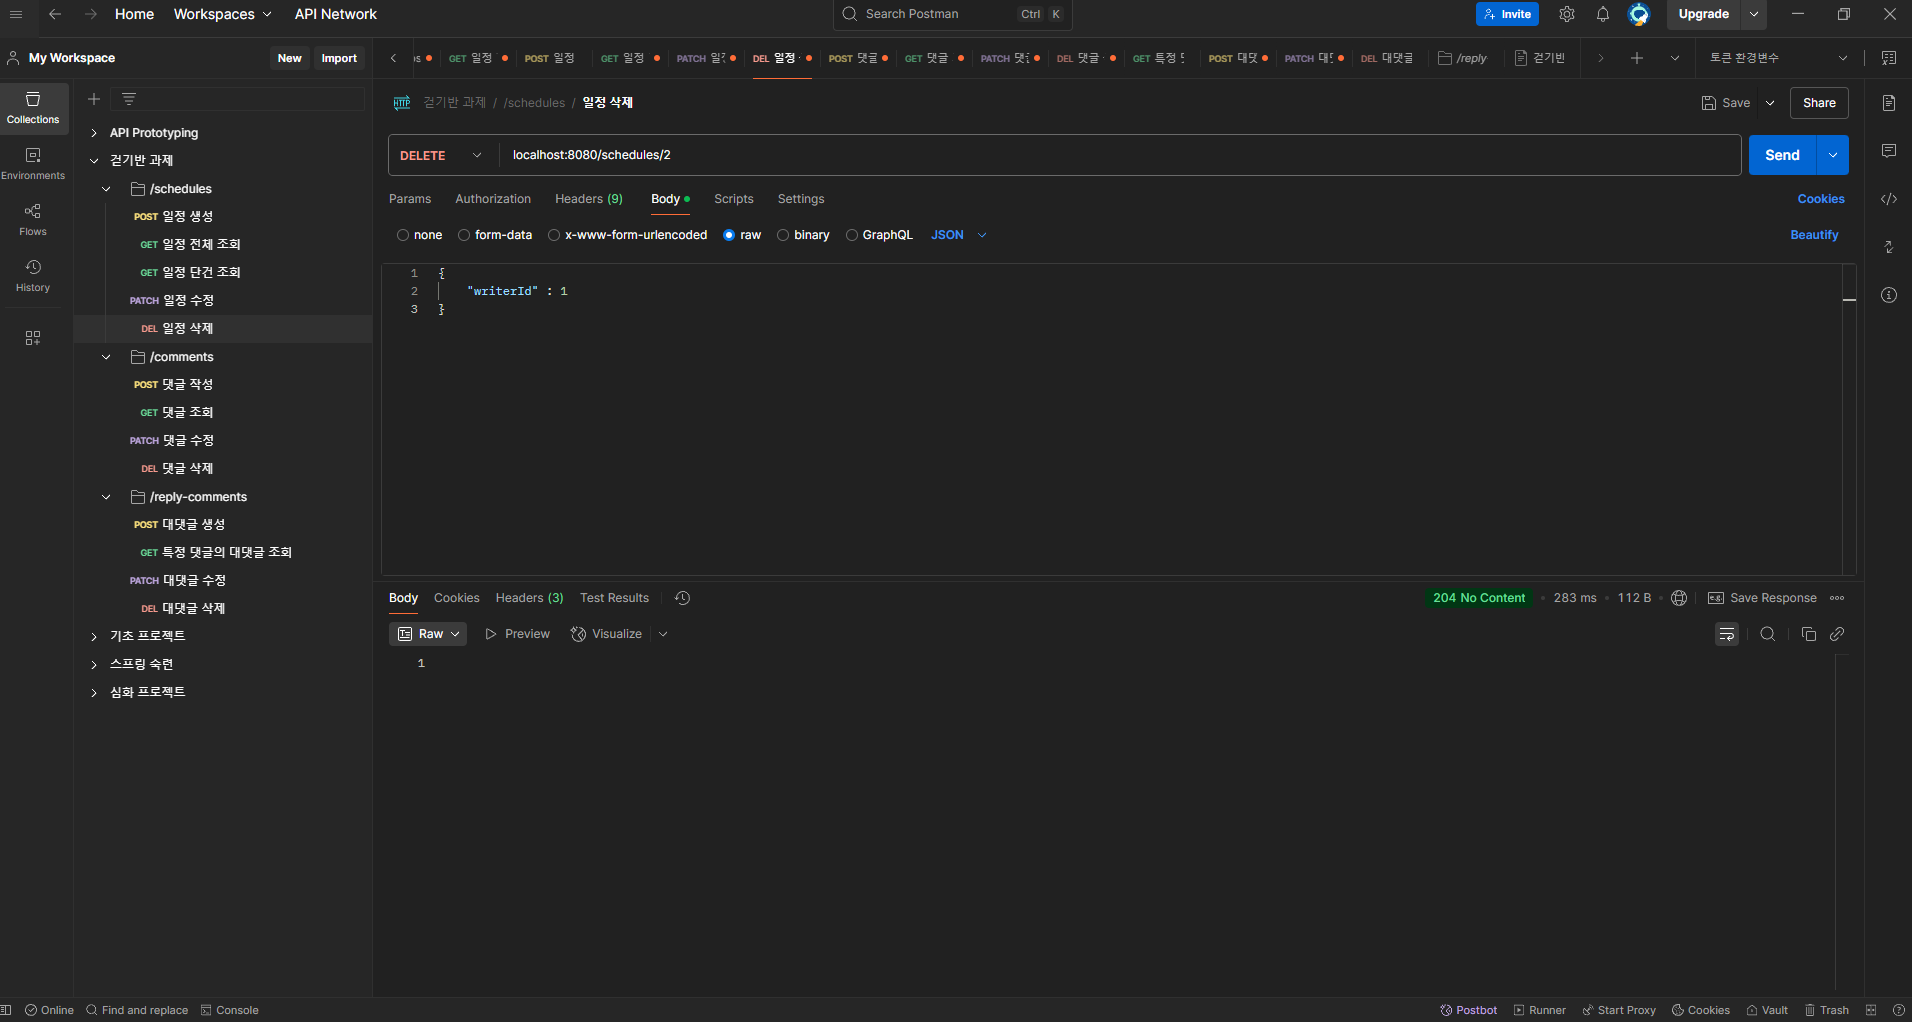 Home Workspaces API Network Search Postman Ctrl K Invite Upgrade
My Workspace New Import
GET 일정 POST 일정 GET 일정 PATCH DEL 일정 POST 댓글 GET 댓글 PATCH DEL 댓글 GET 특정 POST 대댓 PATCH DEL 대댓글 /reply 걷기반 토큰 환경변수
Collections
Environments
Flows
History
API Prototyping
걷기반 과제
/schedules
POST 일정 생성
GET 일정 전체 조회
GET 일정 단건 조회
PATCH 일정 수정
DEL 일정 삭제
/comments
POST 댓글 작성
GET 댓글 조회
PATCH 댓글 수정
DEL 댓글 삭제
/reply-comments
POST 대댓글 생성
GET 특정 댓글의 대댓글 조회
PATCH 대댓글 수정
DEL 대댓글 삭제
기초 프로젝트
스프링 숙련
심화 프로젝트
HTTP 걷기반 과제 / /schedules / 일정 삭제 Save Share
DELETE localhost:8080/schedules/2 Send
Params Authorization Headers (9) Body Scripts Settings Cookies
none form-data x-www-form-urlencoded raw binary GraphQL JSON Beautify
1 {
2 "writerId" : 1
3 }
Body Cookies Headers (3) Test Results 204 No Content 283 ms 112 B e.g. Save Response
Raw Preview Visualize
1
Online Find and replace Console Postbot Runner Start Proxy Cookies Vault Trash